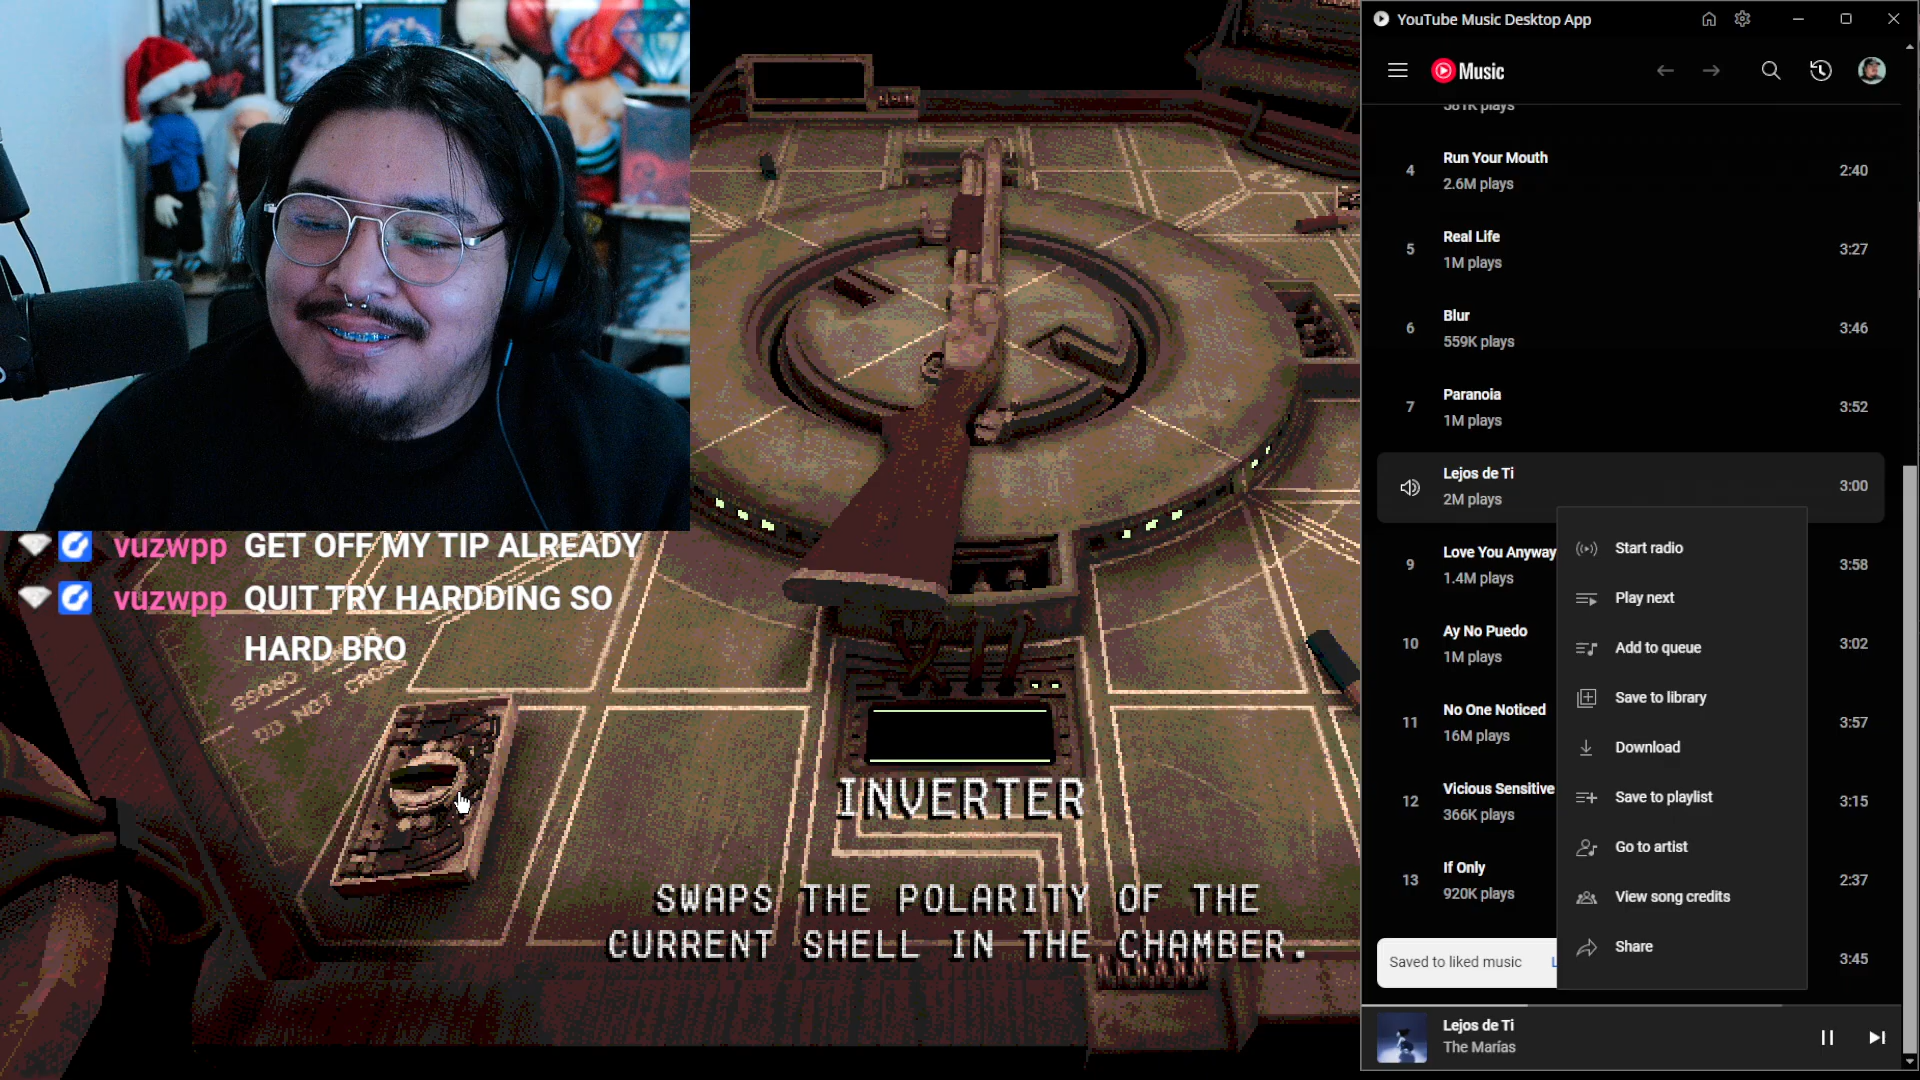 vuzwpp GET OFF MY TIP ALREADY
vuzwpp QUIT TRY HARDDING SO
HARD BRO
DO NOT CROSS
INVERTER
SWAPS THE POLARITY OF THE
CURRENT SHELL IN THE CHAMBER.
YouTube Music Desktop App
Music
381K plays
4 Run Your Mouth 2:40
2.6M plays
5 Real Life 3:27
1M plays
6 Blur 3:46
559K plays
7 Paranoia 3:52
1M plays
Lejos de Ti 3:00
2M plays
9 Love You Anyway 3:58
1.4M plays
10 Ay No Puedo 3:02
1M plays
11 No One Noticed 3:57
16M plays
12 Vicious Sensitive 3:15
366K plays
13 If Only 2:37
920K plays
3:45
Start radio
Play next
Add to queue
Save to library
Download
Save to playlist
Go to artist
View song credits
Share
Saved to liked music
Lejos de Ti
The Marías